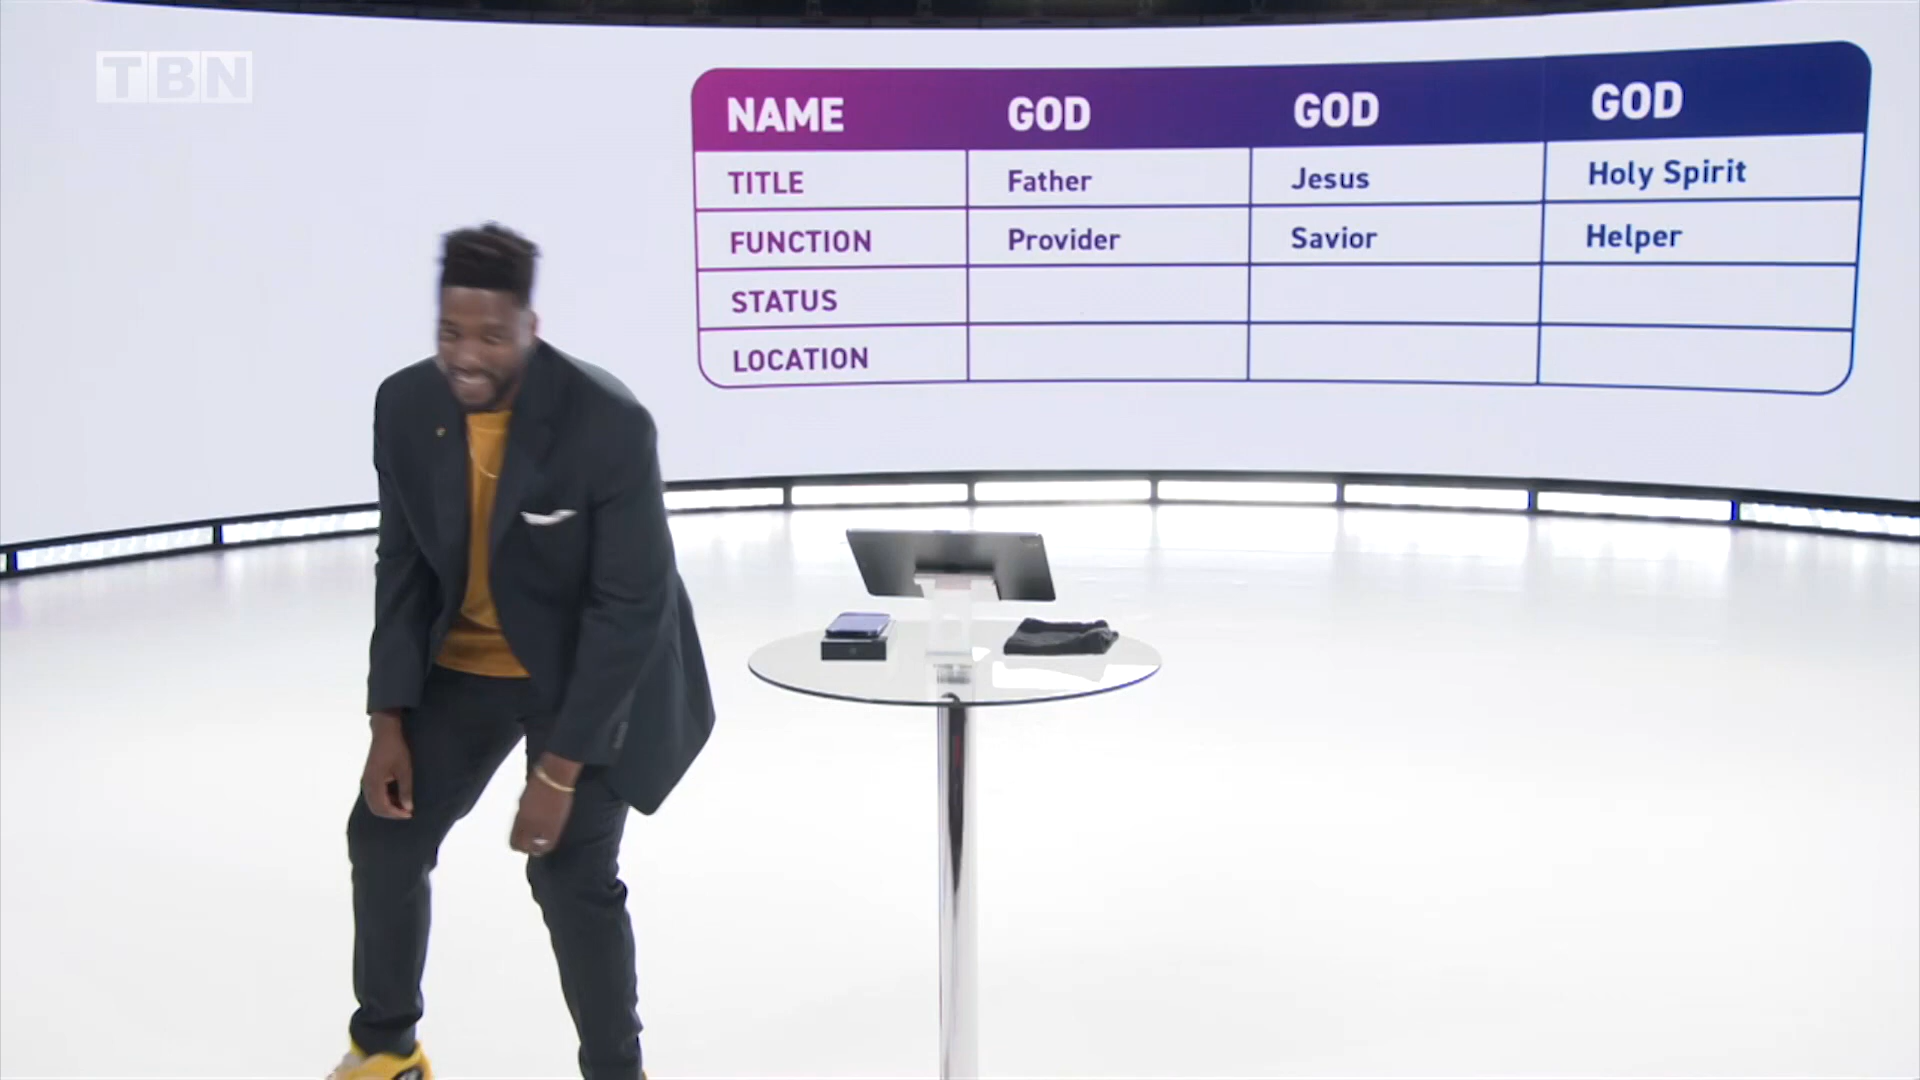 TBN
NAME GOD GOD GOD
TITLE Father Jesus Holy Spirit
FUNCTION Provider Savior Helper
STATUS
LOCATION